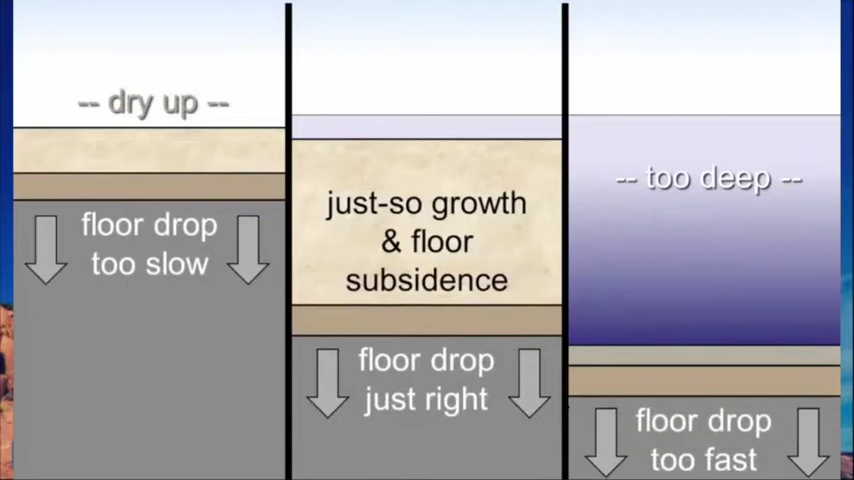 -- dry up --
floor drop
too slow
just-so growth
& floor
subsidence
floor drop
just right
-- too deep --
floor drop
too fast